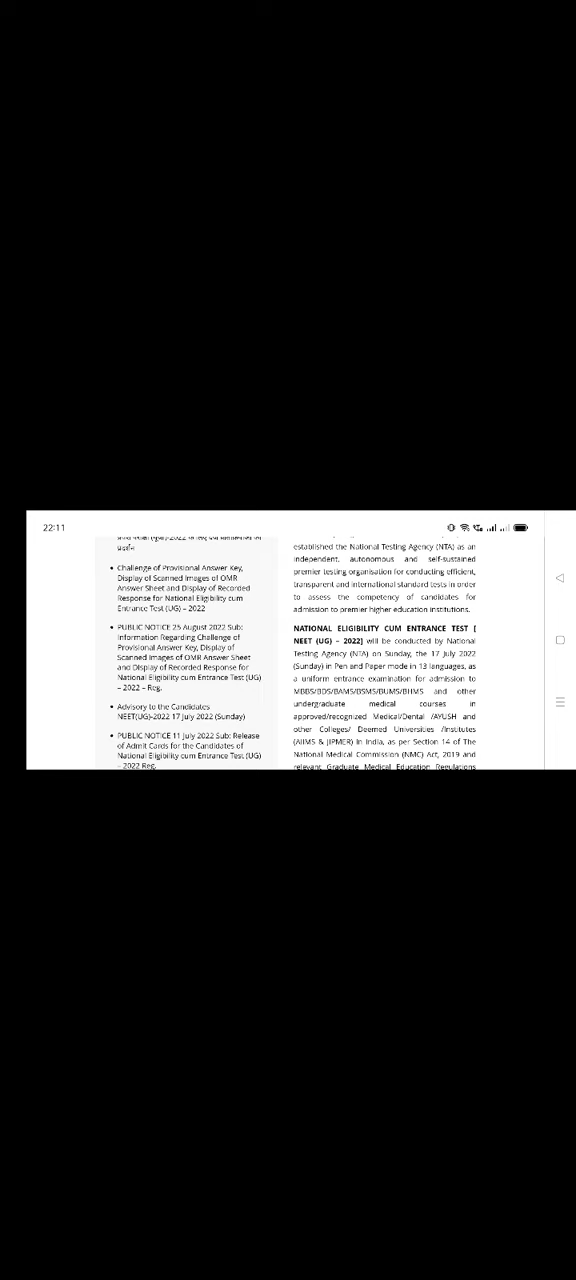 22:11
प्रदर्शन
Challenge of Provisional Answer Key,
Display of Scanned Images of OMR
Answer Sheet and Display of Recorded
Response for National Eligibility cum
Entrance Test (UG) – 2022
PUBLIC NOTICE 25 August 2022 Sub:
Information Regarding Challenge of
Provisional Answer Key, Display of
Scanned Images of OMR Answer Sheet
and Display of Recorded Response for
National Eligibility cum Entrance Test (UG)
– 2022 – Reg.
Advisory to the Candidates
NEET(UG)-2022 17 July 2022 (Sunday)
PUBLIC NOTICE 11 July 2022 Sub: Release
of Admit Cards for the Candidates of
National Eligibility cum Entrance Test (UG)
– 2022 Reg.
established the National Testing Agency (NTA) as an
independent, autonomous and self-sustained
premier testing organisation for conducting efficient,
transparent and international standard tests in order
to assess the competency of candidates for
admission to premier higher education institutions.
NATIONAL ELIGIBILITY CUM ENTRANCE TEST [
NEET (UG) – 2022] will be conducted by National
Testing Agency (NTA) on Sunday, the 17 July 2022
(Sunday) in Pen and Paper mode in 13 languages, as
a uniform entrance examination for admission to
MBBS/BDS/BAMS/BSMS/BUMS/BHMS and other
undergraduate medical courses in
approved/recognized Medical/Dental /AYUSH and
other Colleges/ Deemed Universities /Institutes
(AIIMS & JIPMER) in India, as per Section 14 of The
National Medical Commission (NMC) Act, 2019 and
relevant Graduate Medical Education Regulations